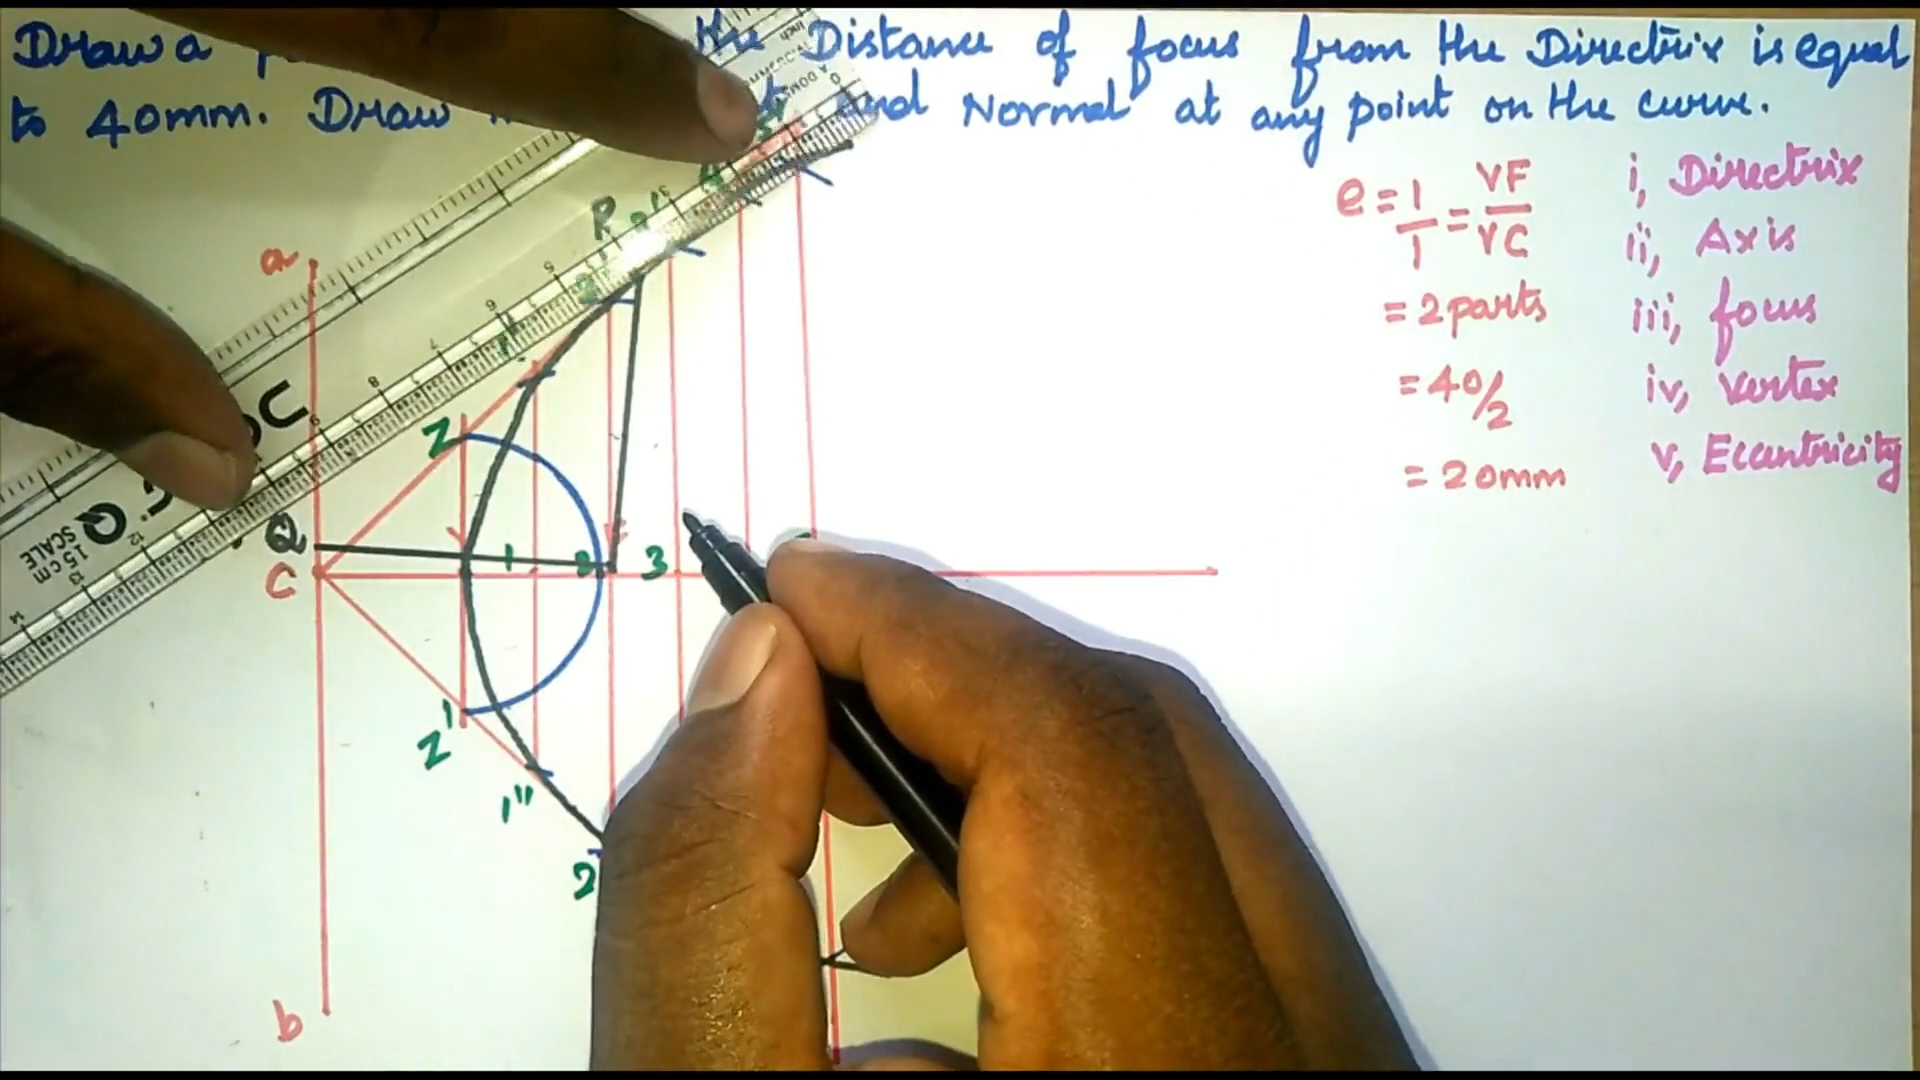 Draw a the Distance of focus from the Directrix is equal
to 40mm. Draw and Normal at any point on the curve.
e = 1/1 = VF/VC
= 2 parts
= 40/2
= 20mm
i, Directrix
ii, Axis
iii, focus
iv, Vertex
v, Eccentricity
a
P
Q
C
Z
1 2 3
Z'
1"
2
b
15cm
SCALE